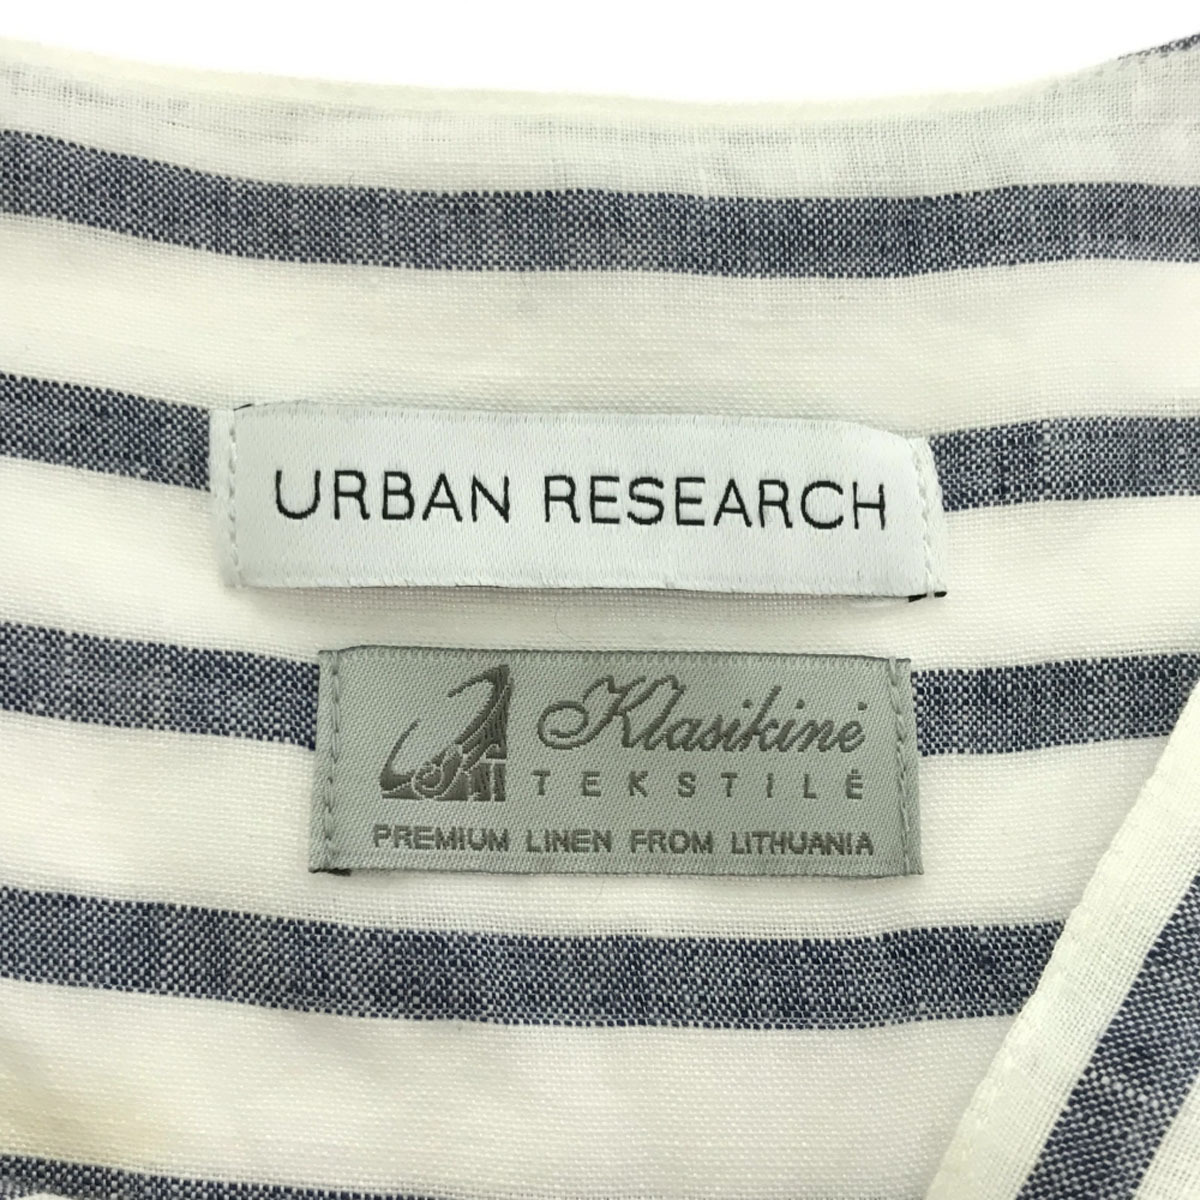 URBAN RESEARCH
Klasikinė
TEKSTILĖ
PREMIUM LINEN FROM LITHUANIA